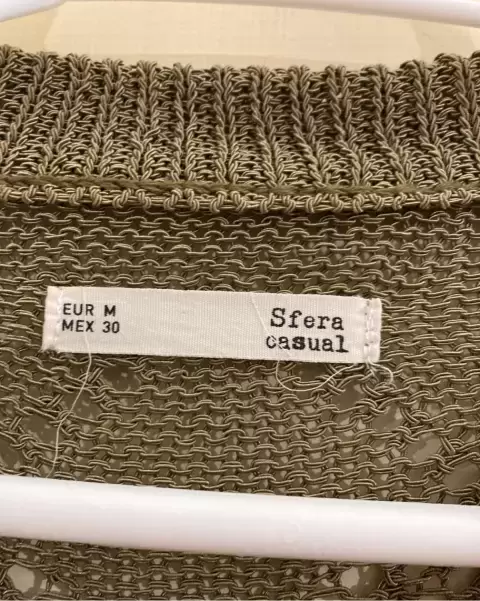 EUR M
MEX 30
Sfera
casual